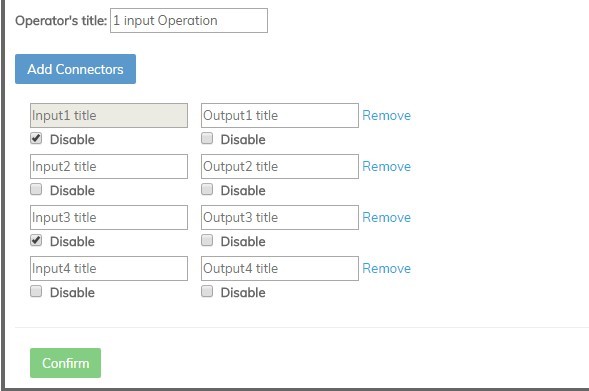 Operator's title: 1 input Operation
Add Connectors
Input1 title Output1 title Remove
Disable Disable
Input2 title Output2 title Remove
Disable Disable
Input3 title Output3 title Remove
Disable Disable
Input4 title Output4 title Remove
Disable Disable
Confirm